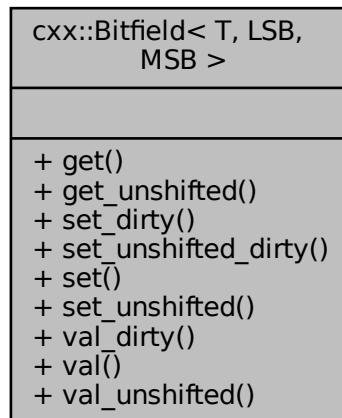 cxx::Bitfield< T, LSB,
MSB >
+ get()
+ get_unshifted()
+ set_dirty()
+ set_unshifted_dirty()
+ set()
+ set_unshifted()
+ val_dirty()
+ val()
+ val_unshifted()